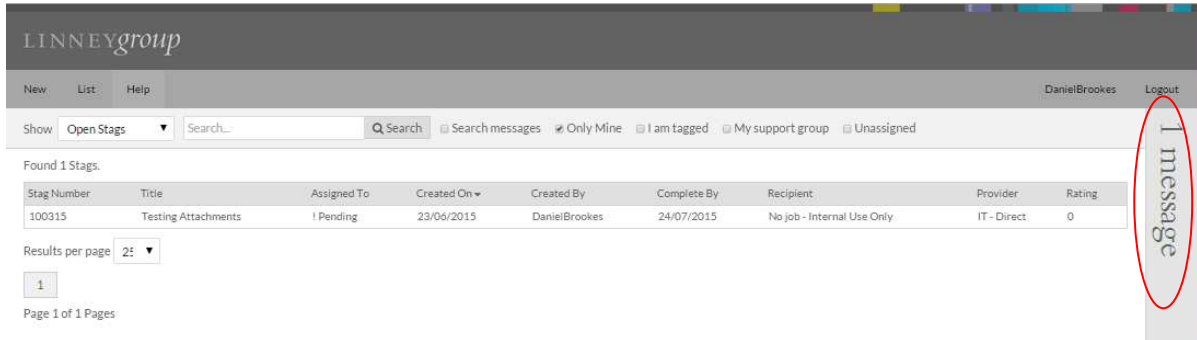 LINNEYgroup
New List Help DanielBrookes Logout
Show Open Stags Search... Search Search messages Only Mine I am tagged My support group Unassigned
1 message
Found 1 Stags.
Stag Number Title Assigned To Created On Created By Complete By Recipient Provider Rating
100315 Testing Attachments ! Pending 23/06/2015 DanielBrookes 24/07/2015 No job - Internal Use Only IT - Direct 0
Results per page 25
1
Page 1 of 1 Pages